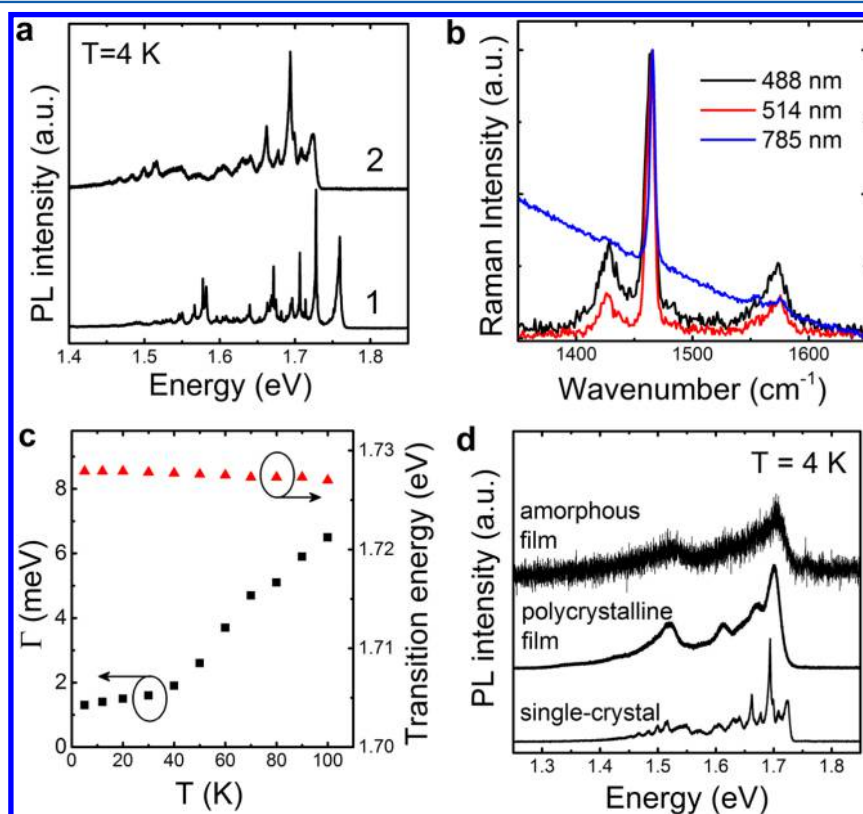 a
T=4 K
2
1
PL intensity (a.u.)
1.4 1.5 1.6 1.7 1.8
Energy (eV)
b
488 nm
514 nm
785 nm
Raman Intensity (a.u.)
1400 1500 1600
Wavenumber (cm⁻¹)
c
8
6
4
2
0
Γ (meV)
1.73
1.72
1.71
1.70
Transition energy (eV)
0 20 40 60 80 100
T (K)
d
T = 4 K
amorphous
film
polycrystalline
film
single-crystal
PL intensity (a.u.)
1.3 1.4 1.5 1.6 1.7 1.8
Energy (eV)